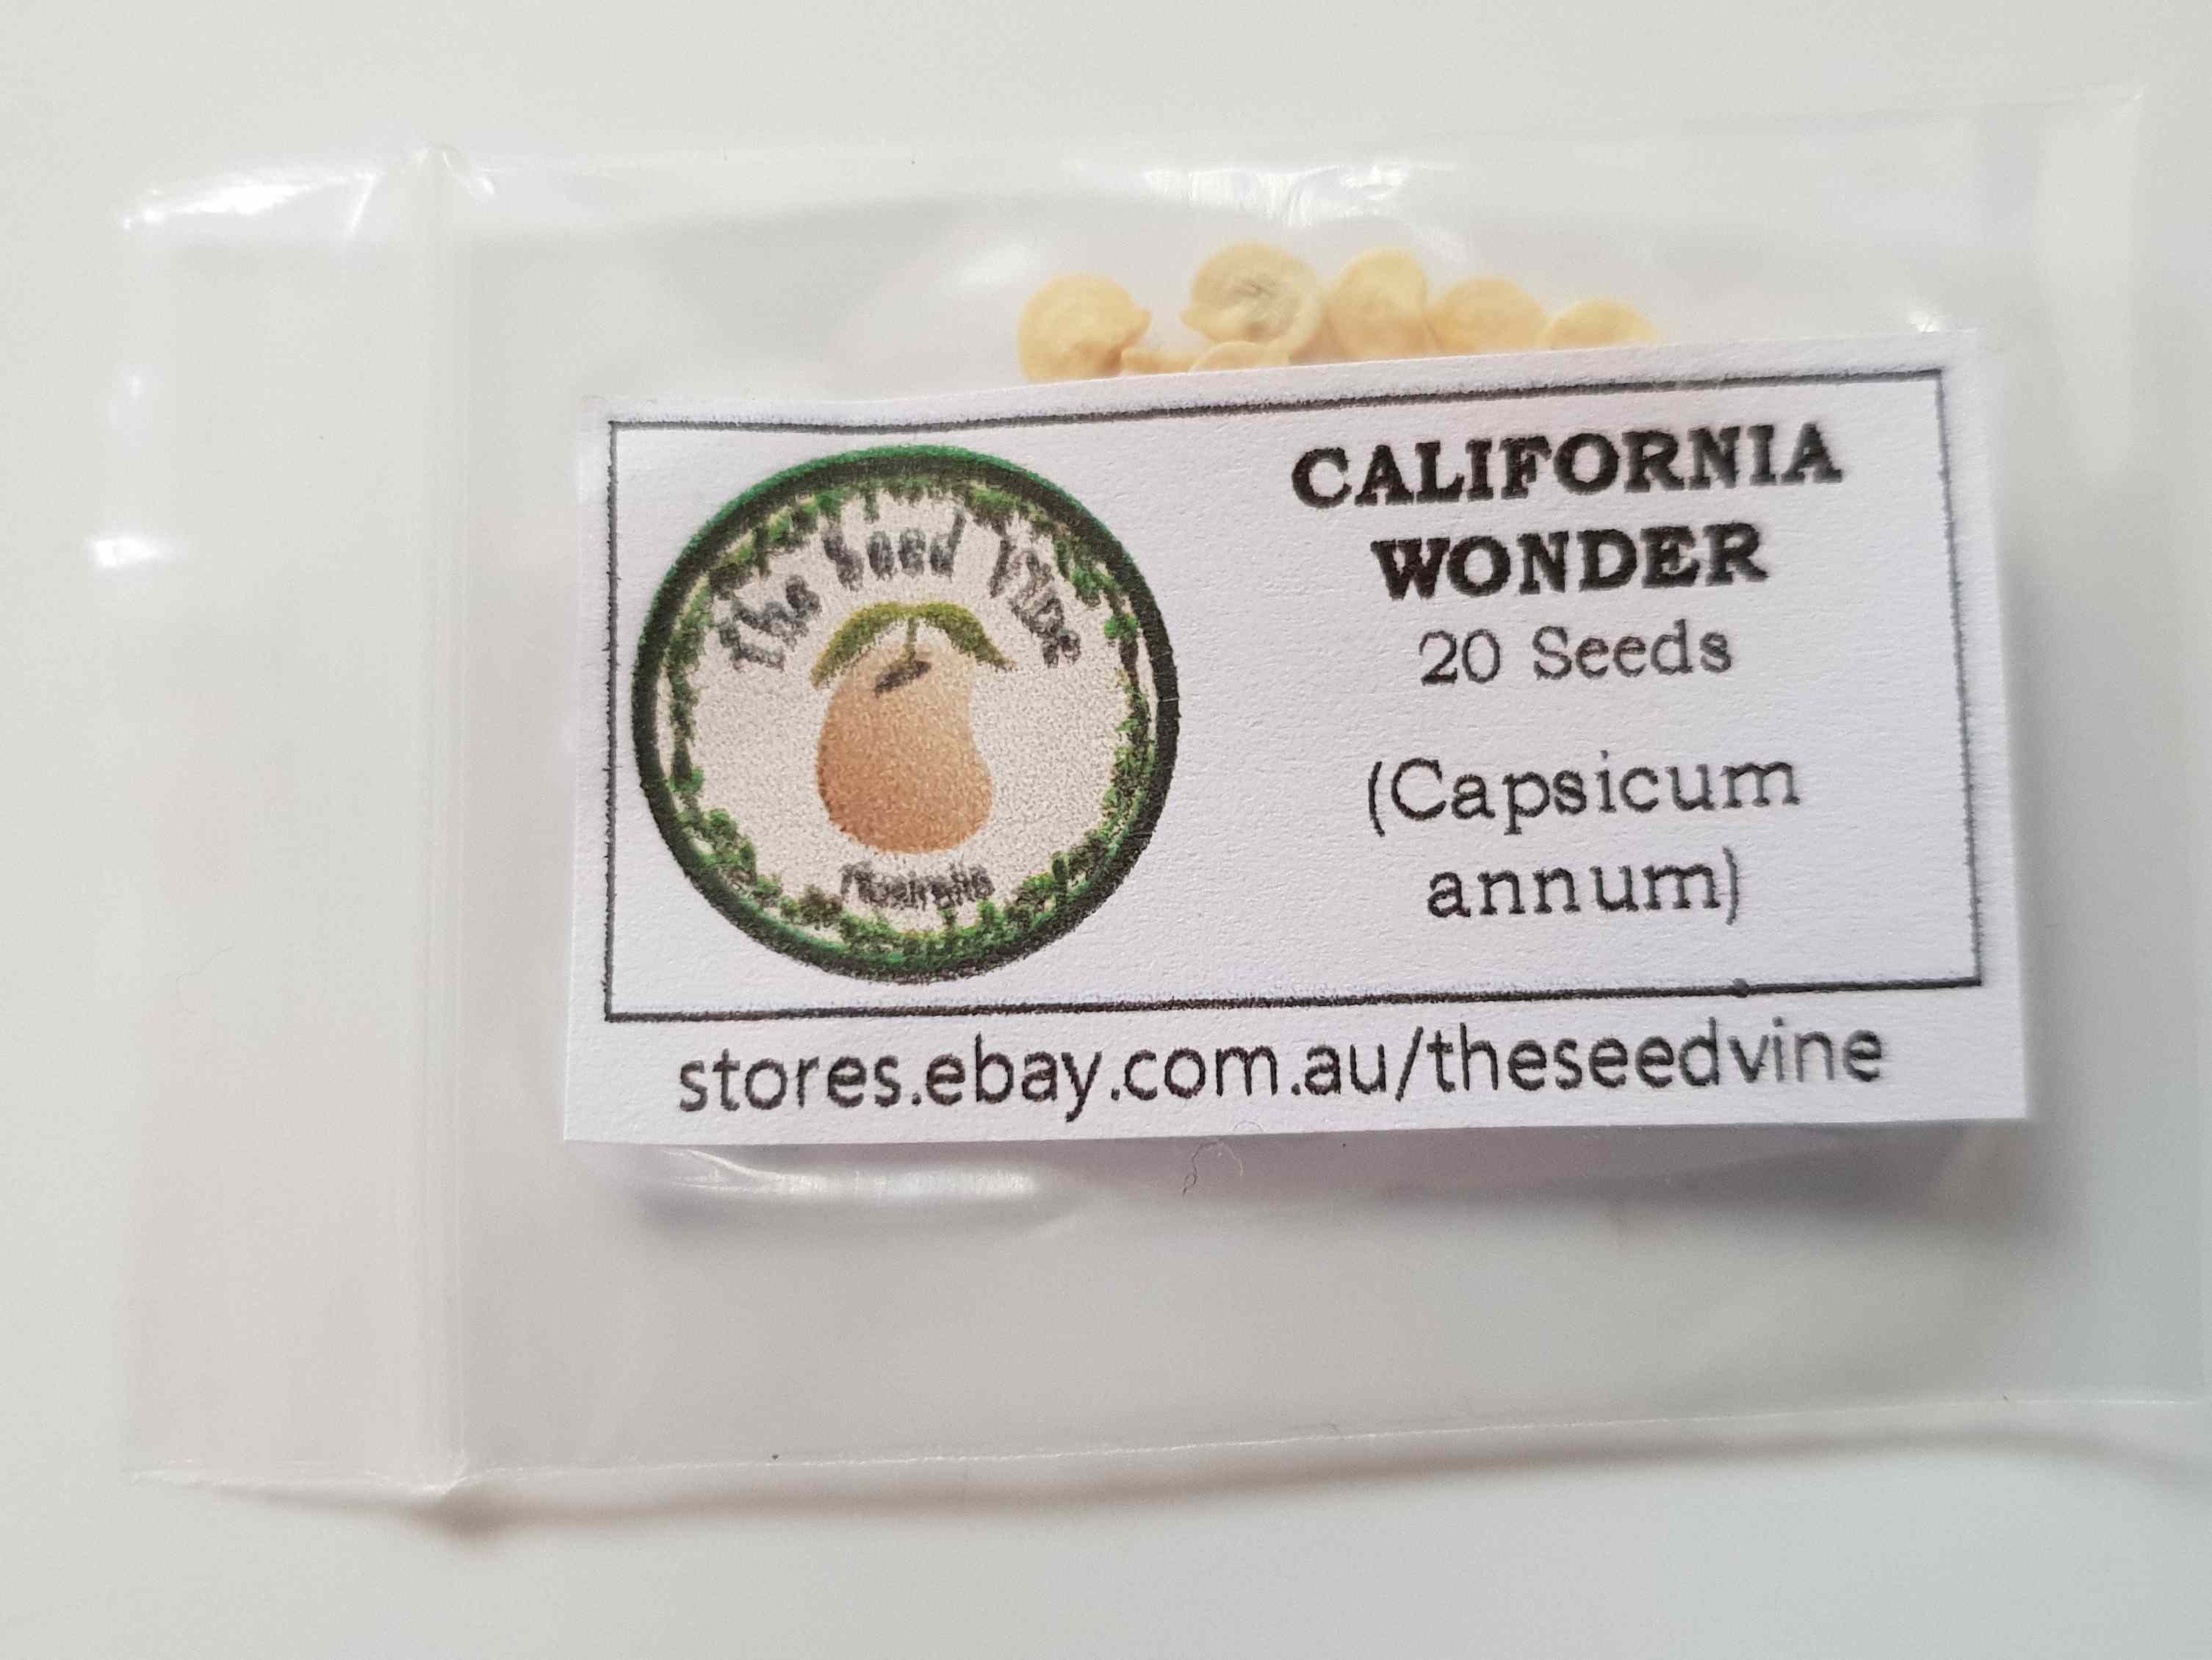 The Seed Vine
Australia
CALIFORNIA
WONDER
20 Seeds
(Capsicum
annum)
stores.ebay.com.au/theseedvine